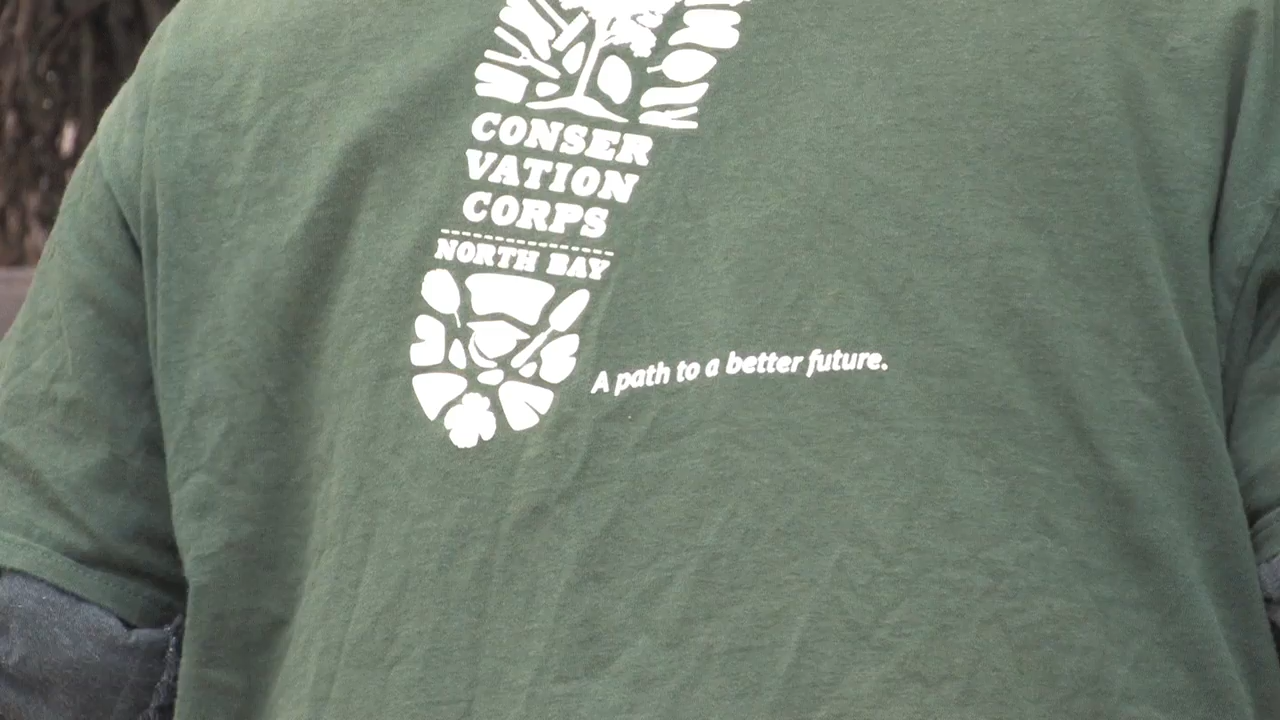 CONSER
VATION
CORPS
NORTH BAY
A path to a better future.